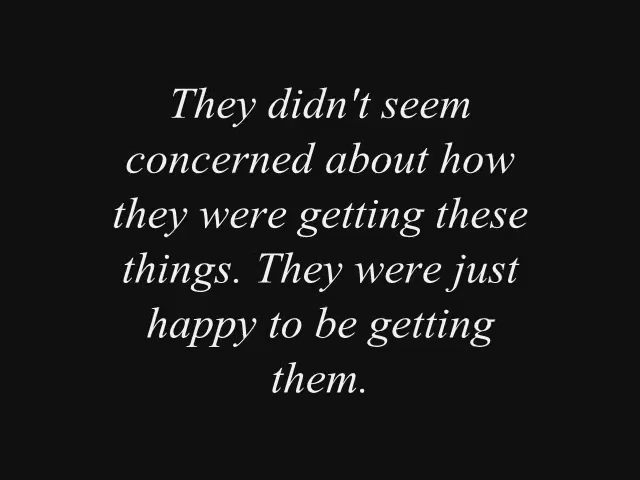 They didn't seem
concerned about how
they were getting these
things. They were just
happy to be getting
them.